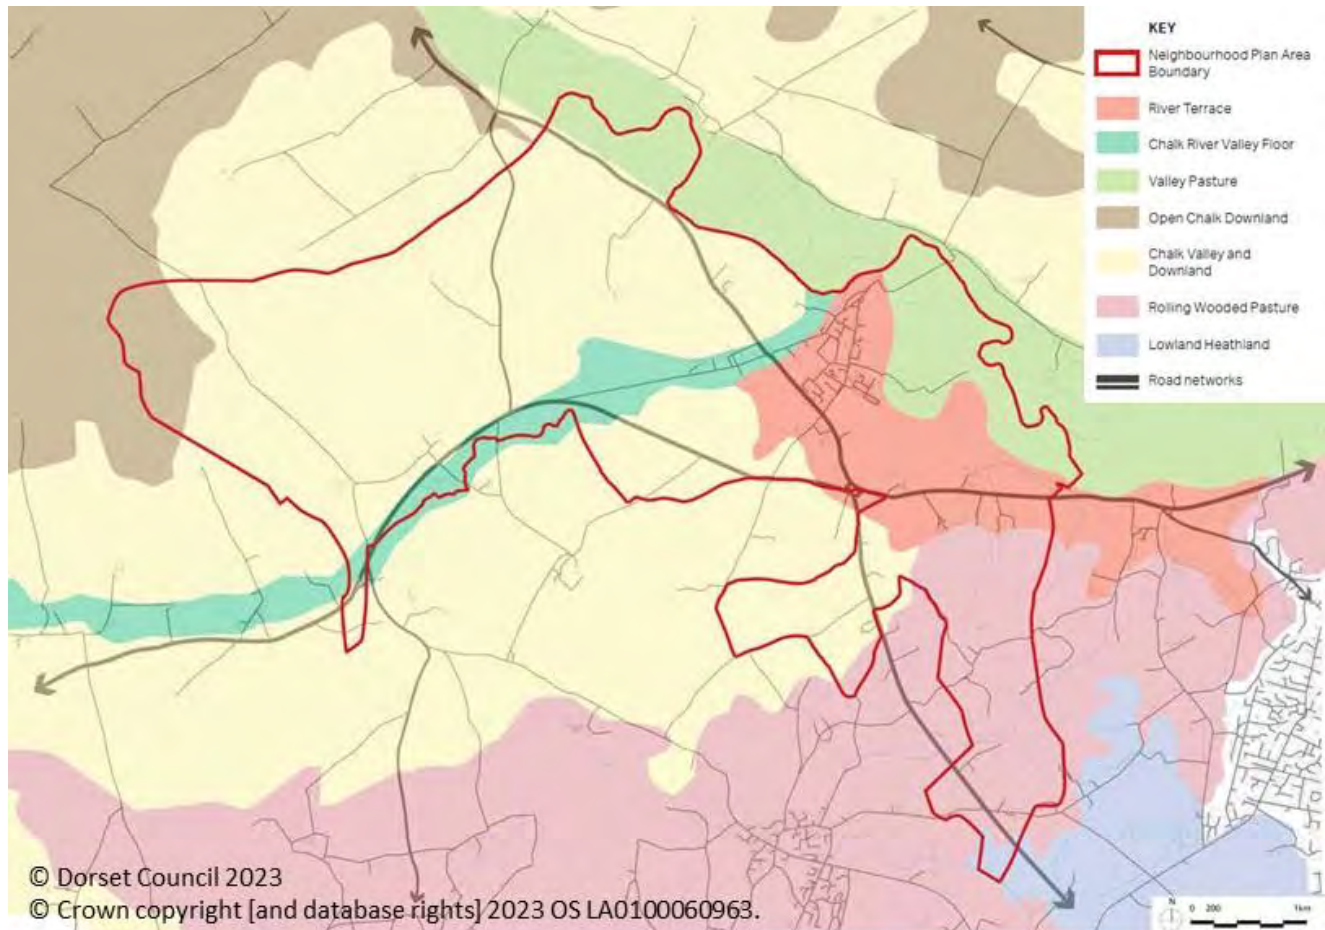 KEY
Neighbourhood Plan Area
Boundary
River Terrace
Chalk River Valley Floor
Valley Pasture
Open Chalk Downland
Chalk Valley and
Downland
Rolling Wooded Pasture
Lowland Heathland
Road networks
© Dorset Council 2023
© Crown copyright [and database rights] 2023 OS LA0100060963.
N 0 200 1km